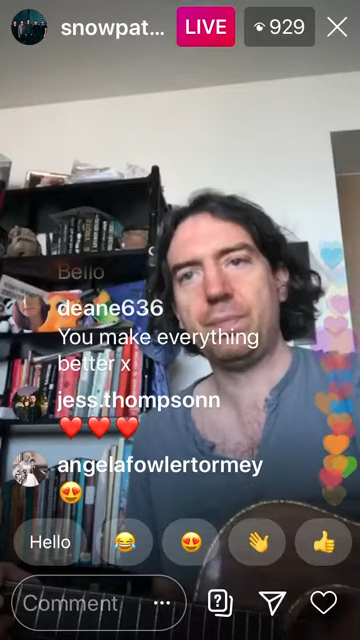 snowpat...
LIVE
929
Bello
deane636
You make everything
better x
jess.thompsonn
❤️❤️❤️
angelafowlertormey
😍
Hello
😂
😍
👋
👍
Comment